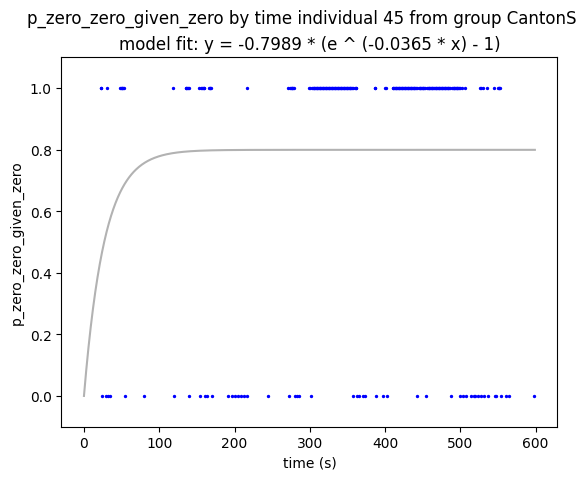 p_zero_zero_given_zero by time individual 45 from group CantonS
model fit: y = -0.7989 * (e ^ (-0.0365 * x) - 1)
p_zero_zero_given_zero
1.0
0.8
0.6
0.4
0.2
0.0
0 100 200 300 400 500 600
time (s)